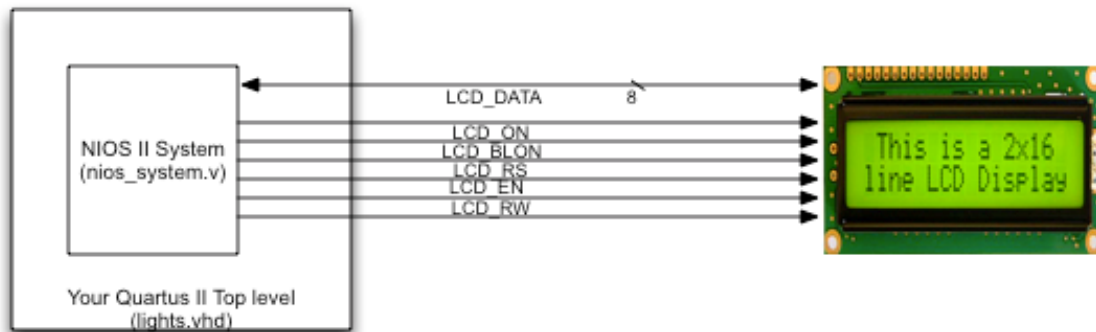 LCD_DATA
8
LCD_ON
LCD_BLON
LCD_RS
LCD_EN
LCD_RW
NIOS II System
(nios_system.v)
This is a 2x16
line LCD Display
Your Quartus II Top level
(lights.vhd)